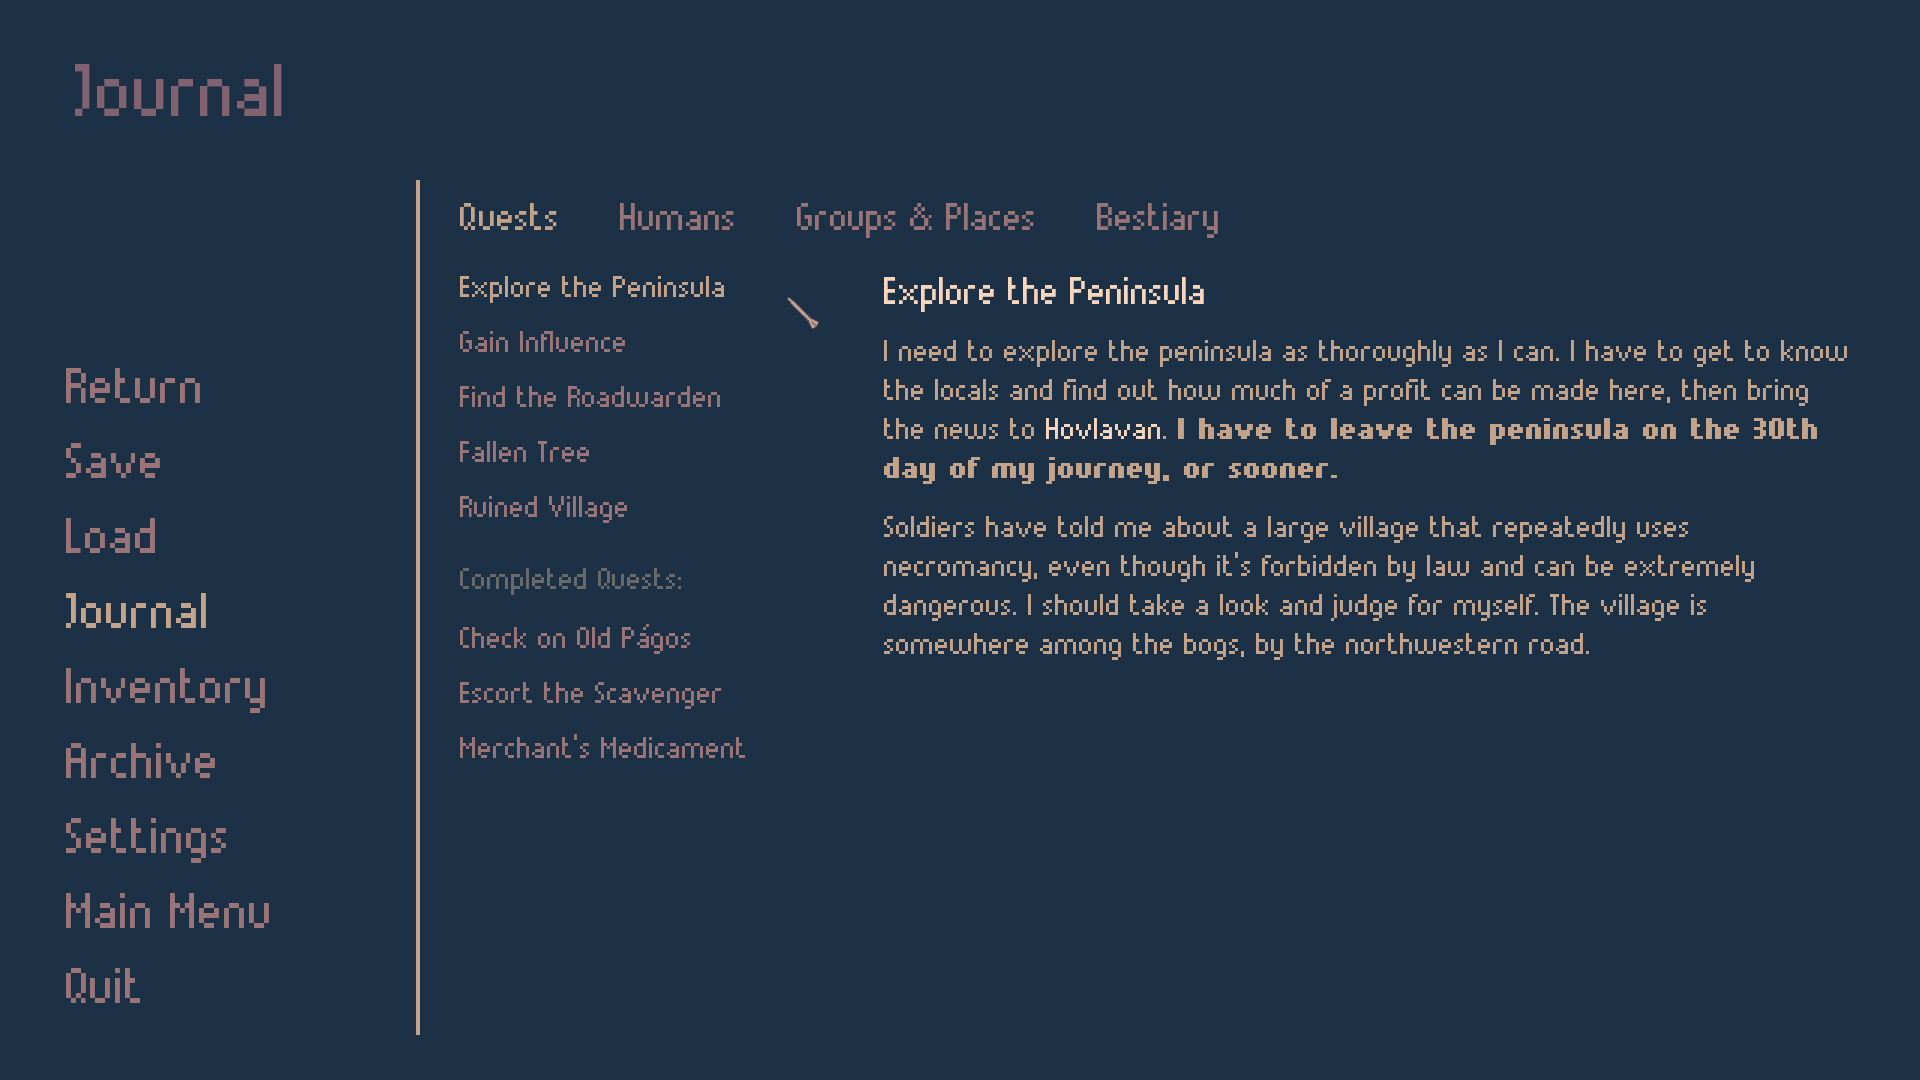 Journal
Return
Save
Load
Journal
Inventory
Archive
Settings
Main Menu
Quit
Quests
Humans
Groups & Places
Bestiary
Explore the Peninsula
Gain Influence
Find the Roadwarden
Fallen Tree
Ruined Village
Completed Quests:
Check on Old Págos
Escort the Scavenger
Merchant's Medicament
Explore the Peninsula
I need to explore the peninsula as thoroughly as I can. I have to get to know
the locals and find out how much of a profit can be made here, then bring
the news to Hovlavan. I have to leave the peninsula on the 30th
day of my journey, or sooner.
Soldiers have told me about a large village that repeatedly uses
necromancy, even though it's forbidden by law and can be extremely
dangerous. I should take a look and judge for myself. The village is
somewhere among the bogs, by the northwestern road.